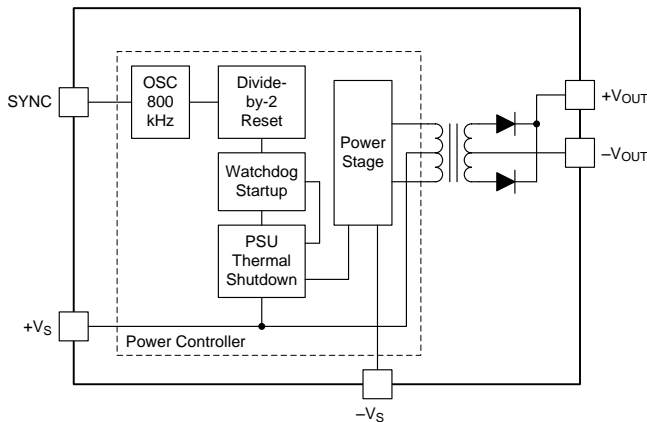 SYNC
OSC
800
kHz
Divide-
by-2
Reset
Watchdog
Startup
PSU
Thermal
Shutdown
Power
Stage
+VOUT
–VOUT
+VS
Power Controller
–VS